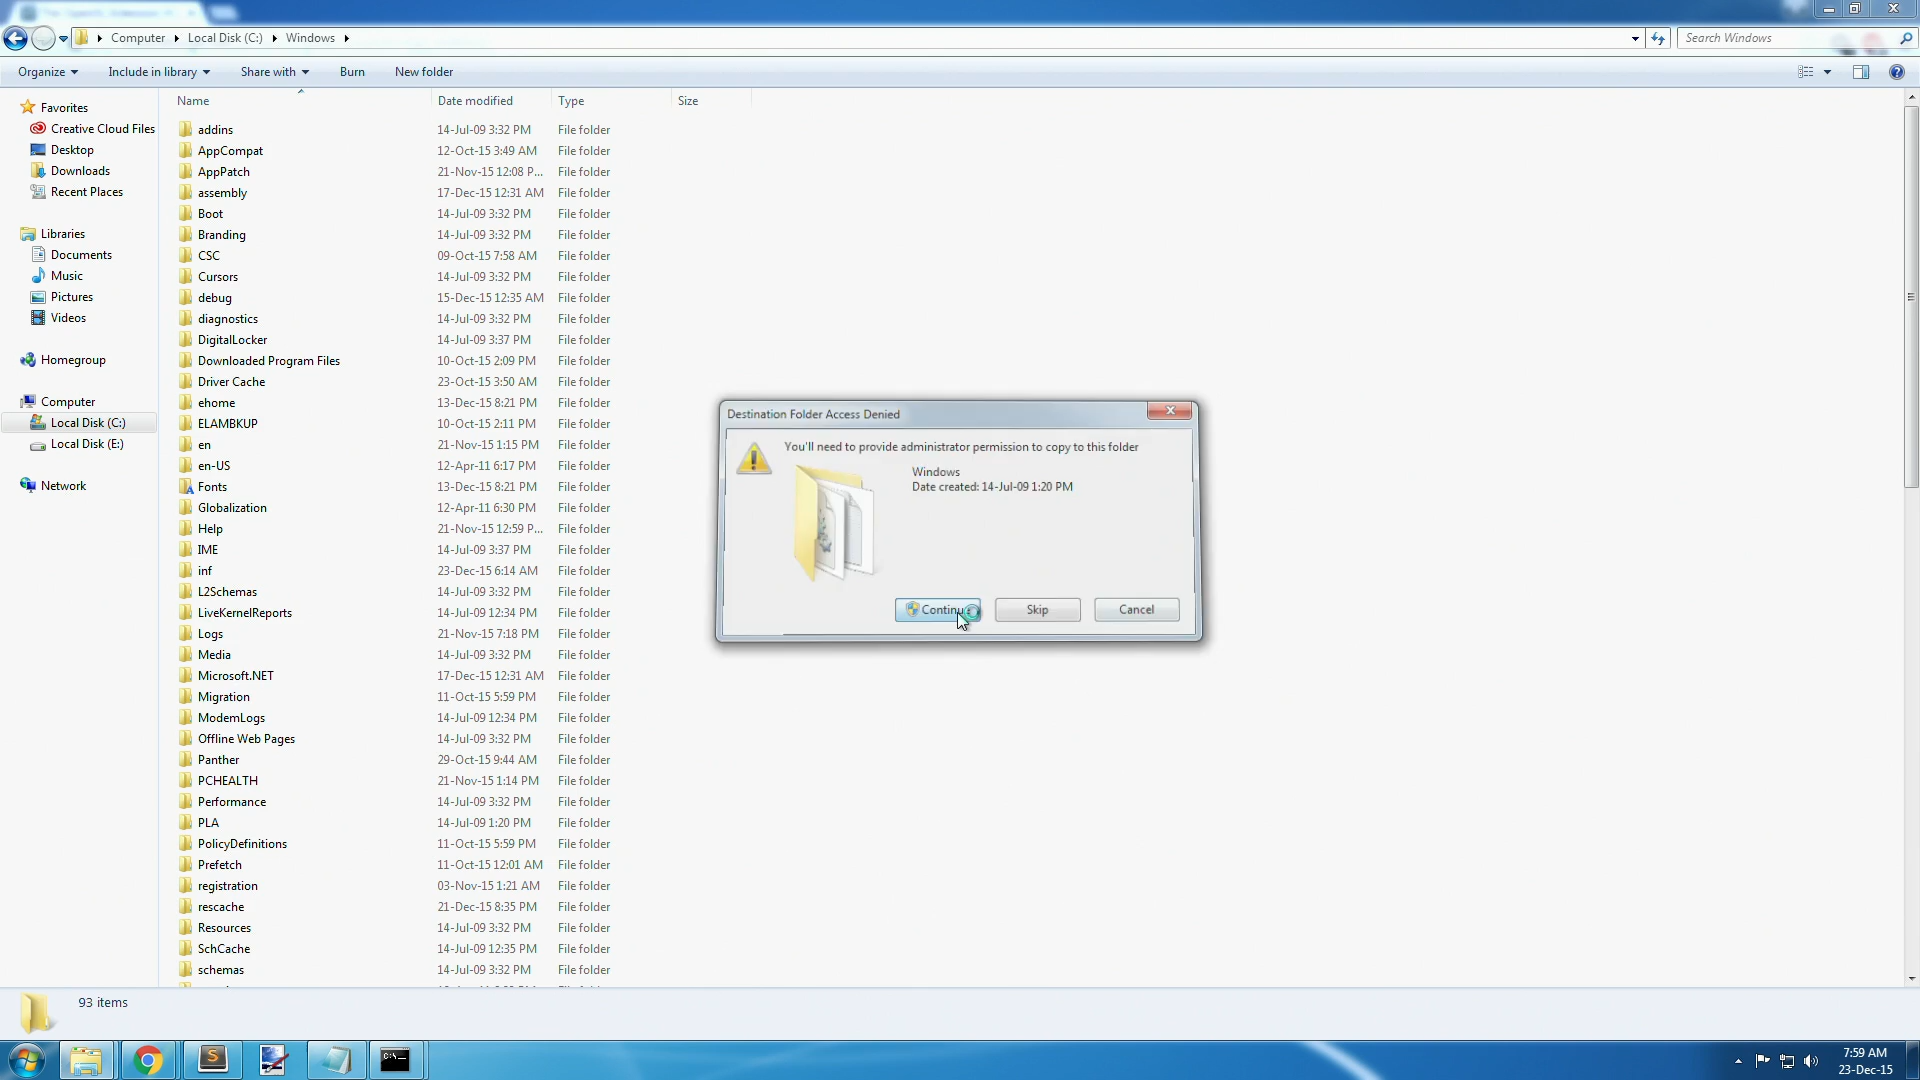 Computer Local Disk (C:) Windows
Search Windows
Organize Include in library Share with Burn New folder
Name Date modified Type Size
Favorites
Creative Cloud Files
Desktop
Downloads
Recent Places
Libraries
Documents
Music
Pictures
Videos
Homegroup
Computer
Local Disk (C:)
Local Disk (E:)
Network
addins 14-Jul-09 3:32 PM File folder
AppCompat 12-Oct-15 3:49 AM File folder
AppPatch 21-Nov-15 12:08 P... File folder
assembly 17-Dec-15 12:31 AM File folder
Boot 14-Jul-09 3:32 PM File folder
Branding 14-Jul-09 3:32 PM File folder
CSC 09-Oct-15 7:58 AM File folder
Cursors 14-Jul-09 3:32 PM File folder
debug 15-Dec-15 12:35 AM File folder
diagnostics 14-Jul-09 3:32 PM File folder
DigitalLocker 14-Jul-09 3:37 PM File folder
Downloaded Program Files 10-Oct-15 2:09 PM File folder
Driver Cache 23-Oct-15 3:50 AM File folder
ehome 13-Dec-15 8:21 PM File folder
ELAMBKUP 10-Oct-15 2:11 PM File folder
en 21-Nov-15 1:15 PM File folder
en-US 12-Apr-11 6:17 PM File folder
Fonts 13-Dec-15 8:21 PM File folder
Globalization 12-Apr-11 6:30 PM File folder
Help 21-Nov-15 12:59 P... File folder
IME 14-Jul-09 3:37 PM File folder
inf 23-Dec-15 6:14 AM File folder
L2Schemas 14-Jul-09 3:32 PM File folder
LiveKernelReports 14-Jul-09 12:34 PM File folder
Logs 21-Nov-15 7:18 PM File folder
Media 14-Jul-09 3:32 PM File folder
Microsoft.NET 17-Dec-15 12:31 AM File folder
Migration 11-Oct-15 5:59 PM File folder
ModemLogs 14-Jul-09 12:34 PM File folder
Offline Web Pages 14-Jul-09 3:32 PM File folder
Panther 29-Oct-15 9:44 AM File folder
PCHEALTH 21-Nov-15 1:14 PM File folder
Performance 14-Jul-09 3:32 PM File folder
PLA 14-Jul-09 1:20 PM File folder
PolicyDefinitions 11-Oct-15 5:59 PM File folder
Prefetch 11-Oct-15 12:01 AM File folder
registration 03-Nov-15 1:21 AM File folder
rescache 21-Dec-15 8:35 PM File folder
Resources 14-Jul-09 3:32 PM File folder
SchCache 14-Jul-09 12:35 PM File folder
schemas 14-Jul-09 3:32 PM File folder
Destination Folder Access Denied
You'll need to provide administrator permission to copy to this folder
Windows
Date created: 14-Jul-09 1:20 PM
Continue Skip Cancel
93 items
7:59 AM
23-Dec-15